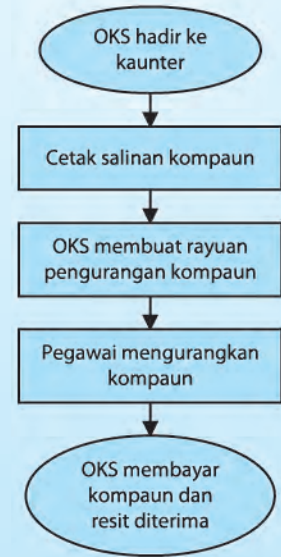 OKS hadir ke
kaunter
Cetak salinan kompaun
OKS membuat rayuan
pengurangan kompaun
Pegawai mengurangkan
kompaun
OKS membayar
kompaun dan
resit diterima